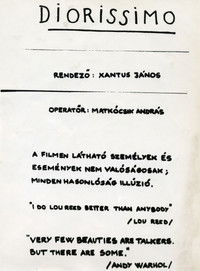 DIORISSIMO
RENDEZŐ: XANTUS JÁNOS
OPERATŐR: MATKÓCSIK ANDRÁS
A FILMEN LÁTHATÓ SZEMÉLYEK ÉS
ESEMÉNYEK NEM VALÓSÁGOSAK;
MINDEN HASONLÓSÁG ILLÚZIÓ.
"I DO LOU REED BETTER THAN ANYBODY"
/LOU REED/
"VERY FEW BEAUTIES ARE TALKERS.
BUT THERE ARE SOME."
/ANDY WARHOL/